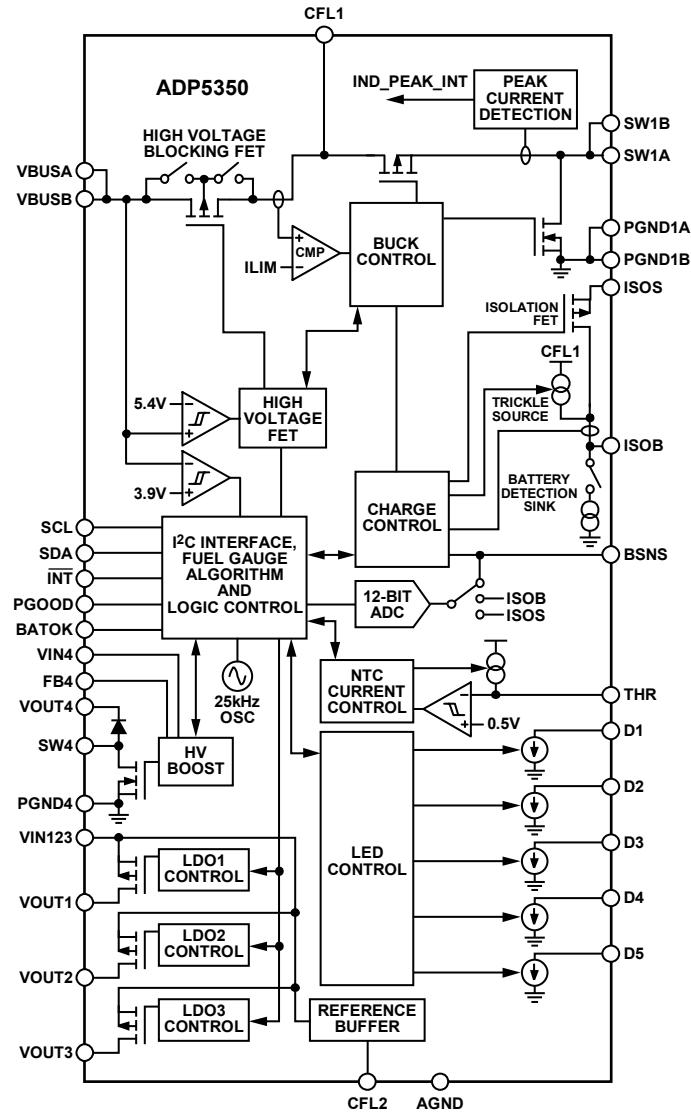 CFL1
ADP5350
IND_PEAK_INT
PEAK
CURRENT
DETECTION
HIGH VOLTAGE
BLOCKING FET
SW1B
SW1A
VBUSA
VBUSB
+
CMP
−
ILIM
BUCK
CONTROL
PGND1A
PGND1B
ISOS
ISOLATION
FET
CFL1
TRICKLE
SOURCE
5.4V
−
+
HIGH
VOLTAGE
FET
ISOB
−
3.9V
+
BATTERY
DETECTION
SINK
CHARGE
CONTROL
SCL
SDA
INT
PGOOD
BATOK
I²C INTERFACE,
FUEL GAUGE
ALGORITHM
AND
LOGIC CONTROL
BSNS
12-BIT
ADC
ISOB
ISOS
VIN4
FB4
VOUT4
SW4
PGND4
25kHz
OSC
HV
BOOST
NTC
CURRENT
CONTROL
−
+
0.5V
THR
D1
D2
D3
D4
D5
LED
CONTROL
VIN123
LDO1
CONTROL
VOUT1
LDO2
CONTROL
VOUT2
LDO3
CONTROL
VOUT3
REFERENCE
BUFFER
CFL2
AGND